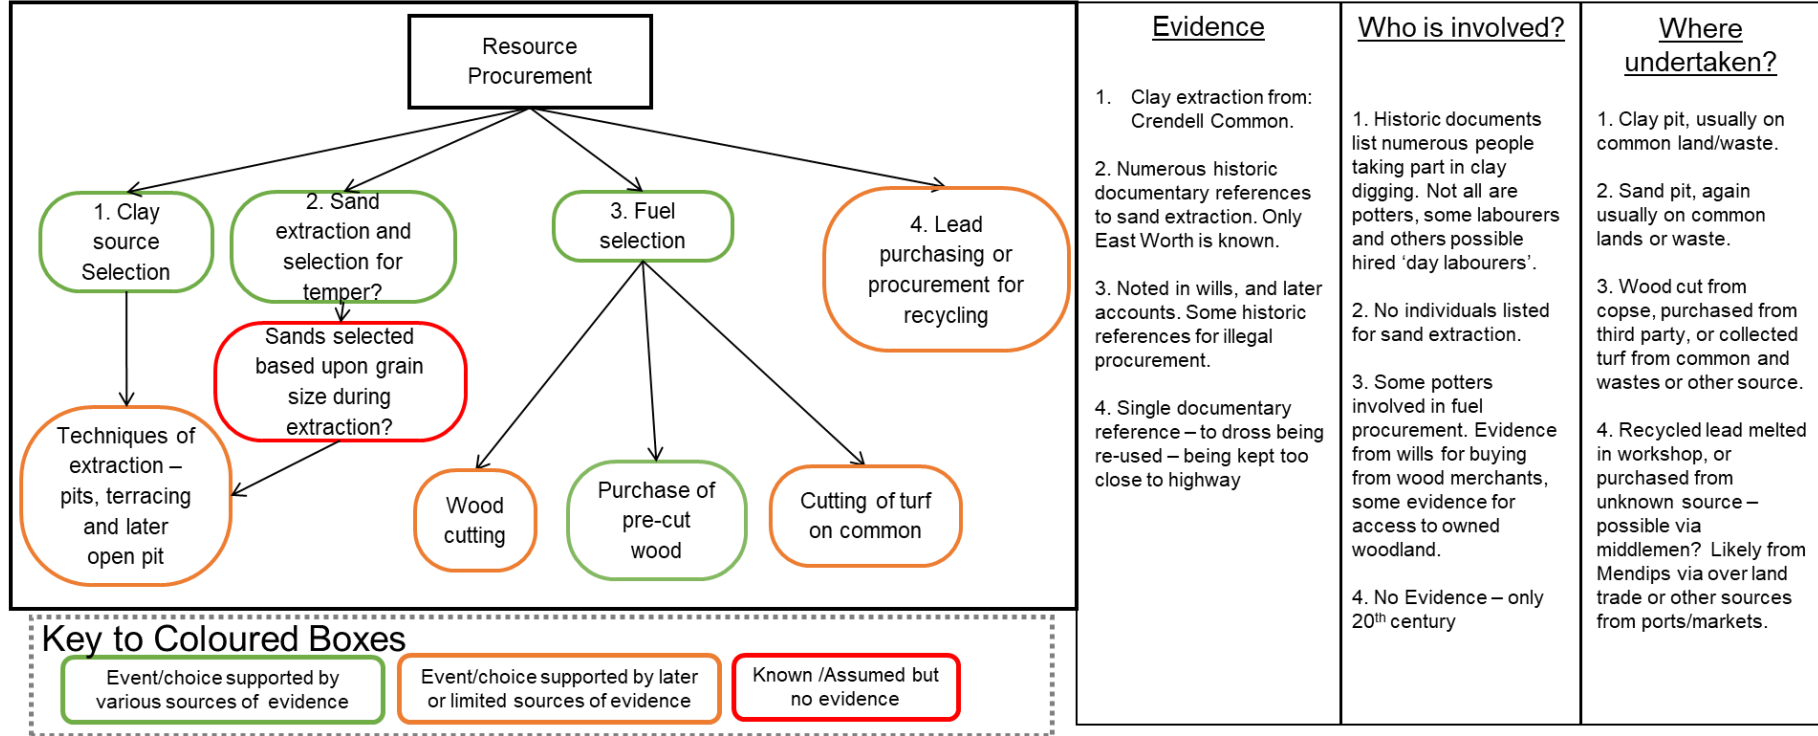 Resource
Procurement
1. Clay
source
Selection
2. Sand
extraction and
selection for
temper?
3. Fuel
selection
4. Lead
purchasing or
procurement for
recycling
Sands selected
based upon grain
size during
extraction?
Techniques of
extraction –
pits, terracing
and later
open pit
Wood
cutting
Purchase of
pre-cut
wood
Cutting of turf
on common
Key to Coloured Boxes
Event/choice supported by
various sources of evidence
Event/choice supported by later
or limited sources of evidence
Known /Assumed but
no evidence
Evidence
1. Clay extraction from:
Crendell Common.
2. Numerous historic
documentary references
to sand extraction. Only
East Worth is known.
3. Noted in wills, and later
accounts. Some historic
references for illegal
procurement.
4. Single documentary
reference – to dross being
re-used – being kept too
close to highway
Who is involved?
1. Historic documents
list numerous people
taking part in clay
digging. Not all are
potters, some labourers
and others possible
hired ‘day labourers’.
2. No individuals listed
for sand extraction.
3. Some potters
involved in fuel
procurement. Evidence
from wills for buying
from wood merchants,
some evidence for
access to owned
woodland.
4. No Evidence – only
20th century
Where
undertaken?
1. Clay pit, usually on
common land/waste.
2. Sand pit, again
usually on common
lands or waste.
3. Wood cut from
copse, purchased from
third party, or collected
turf from common and
wastes or other source.
4. Recycled lead melted
in workshop, or
purchased from
unknown source –
possible via
middlemen? Likely from
Mendips via over land
trade or other sources
from ports/markets.